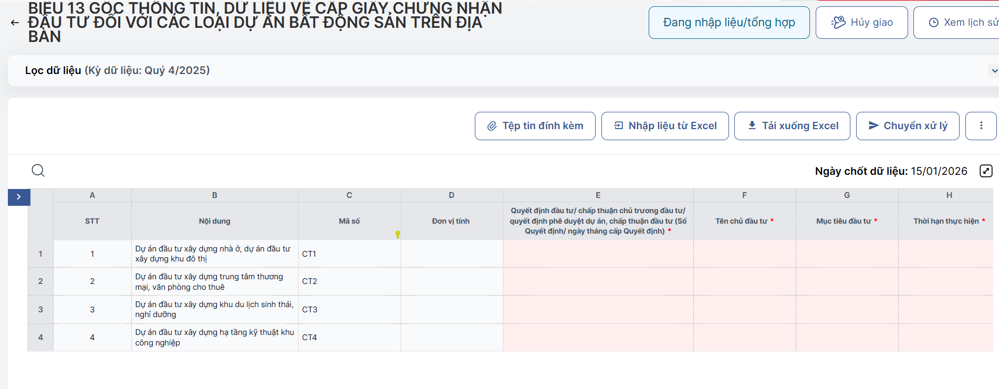 BIỂU 13 GỐC THÔNG TIN, DỮ LIỆU VỀ CẤP GIẤY CHỨNG NHẬN
ĐẦU TƯ ĐỐI VỚI CÁC LOẠI DỰ ÁN BẤT ĐỘNG SẢN TRÊN ĐỊA
BÀN
Đang nhập liệu/tổng hợp
Hủy giao
Xem lịch sử
Lọc dữ liệu (Kỳ dữ liệu: Quý 4/2025)
Tệp tin đính kèm
Nhập liệu từ Excel
Tải xuống Excel
Chuyển xử lý
Ngày chốt dữ liệu: 15/01/2026
A B C D E F G H
STT
Nội dung
Mã số
Đơn vị tính
Quyết định đầu tư/ chấp thuận chủ trương đầu tư/
quyết định phê duyệt dự án, chấp thuận đầu tư (Số
Quyết định/ ngày tháng cấp Quyết định) *
Tên chủ đầu tư *
Mục tiêu đầu tư *
Thời hạn thực hiện *
1 1 Dự án đầu tư xây dựng nhà ở, dự án đầu tư
xây dựng khu đô thị
CT1
2 2 Dự án đầu tư xây dựng trung tâm thương
mại, văn phòng cho thuê
CT2
3 3 Dự án đầu tư xây dựng khu du lịch sinh thái,
nghỉ dưỡng
CT3
4 4 Dự án đầu tư xây dựng hạ tầng kỹ thuật khu
công nghiệp
CT4